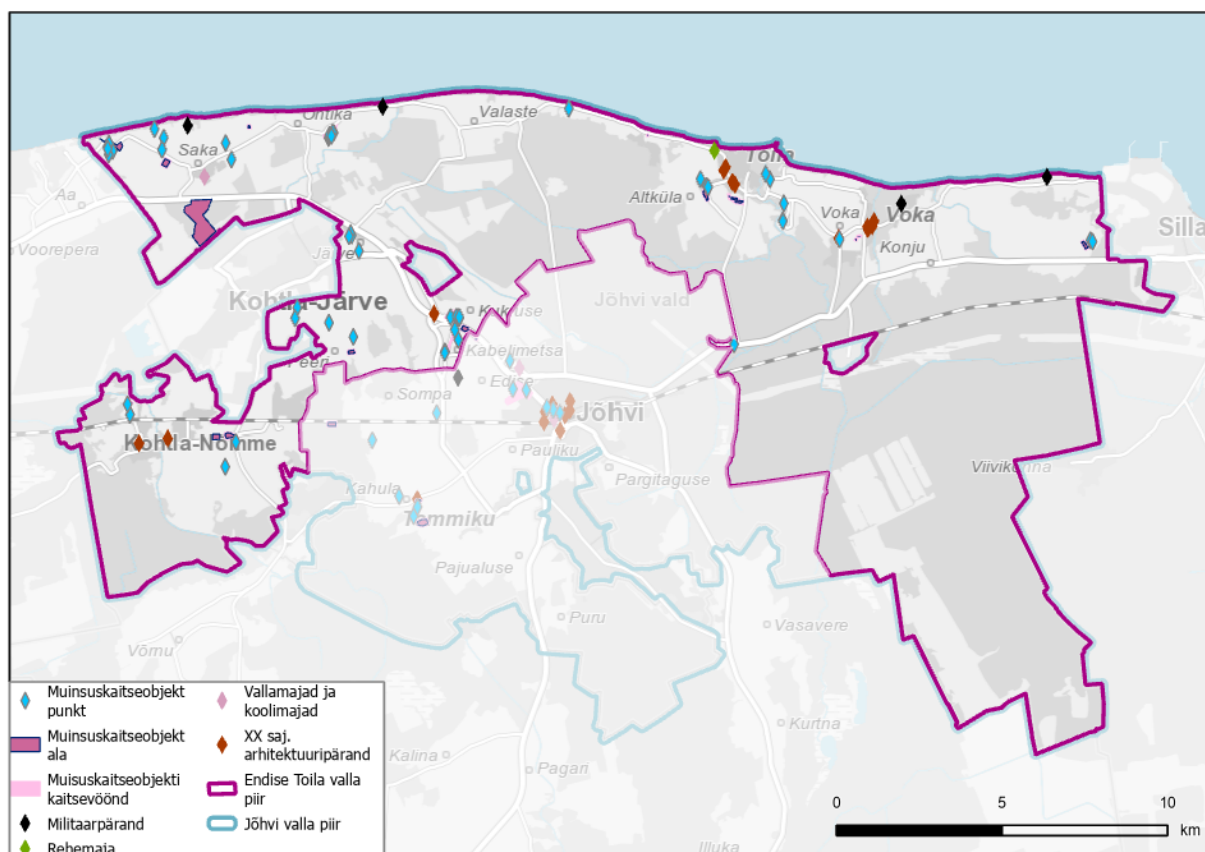 Ontika
Valaste
Saka
Aa
Toila
Altküla
Voka
Voka
Konju
Silla
Voorepera
Järve
Kohtla-Järve
Kukruse
Jõhvi vald
Peeri
Kabelimetsa
Edise
Sompa
Jõhvi
Kohtla-Nõmme
Pauliku
Pargitaguse
Viivikonna
Kahula
Tammiku
Pajualuse
Puru
Vasavere
Võrnu
Kurtna
Kalina
Pagari
Illuka
Muinsuskaitseobjekt
punkt
Muinsuskaitseobjekt
ala
Muisuskaitseobjekti
kaitsevöönd
Militaarpärand
Rehemaja
Vallamajad ja
koolimajad
XX saj.
arhitektuuripärand
Endise Toila valla
piir
Jõhvi valla piir
0 5 10
km